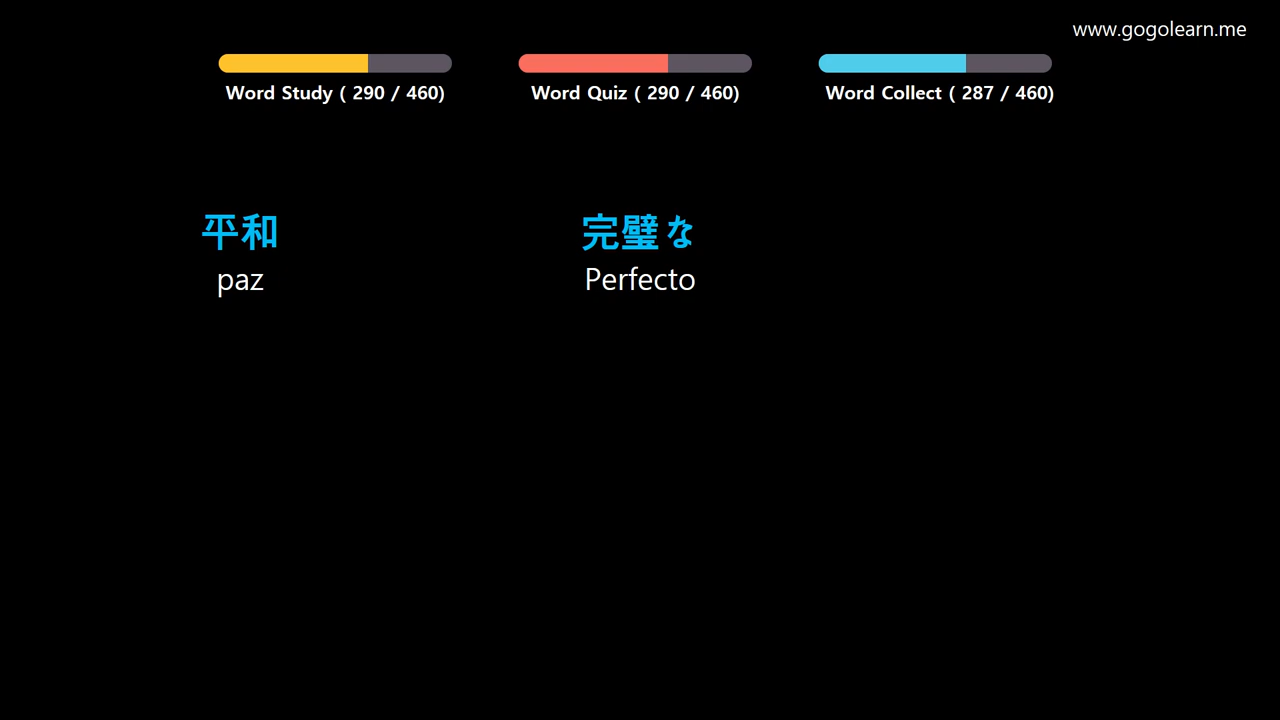 www.gogolearn.me
Word Study ( 290 / 460)
Word Quiz ( 290 / 460)
Word Collect ( 287 / 460)
平和
paz
完璧な
Perfecto